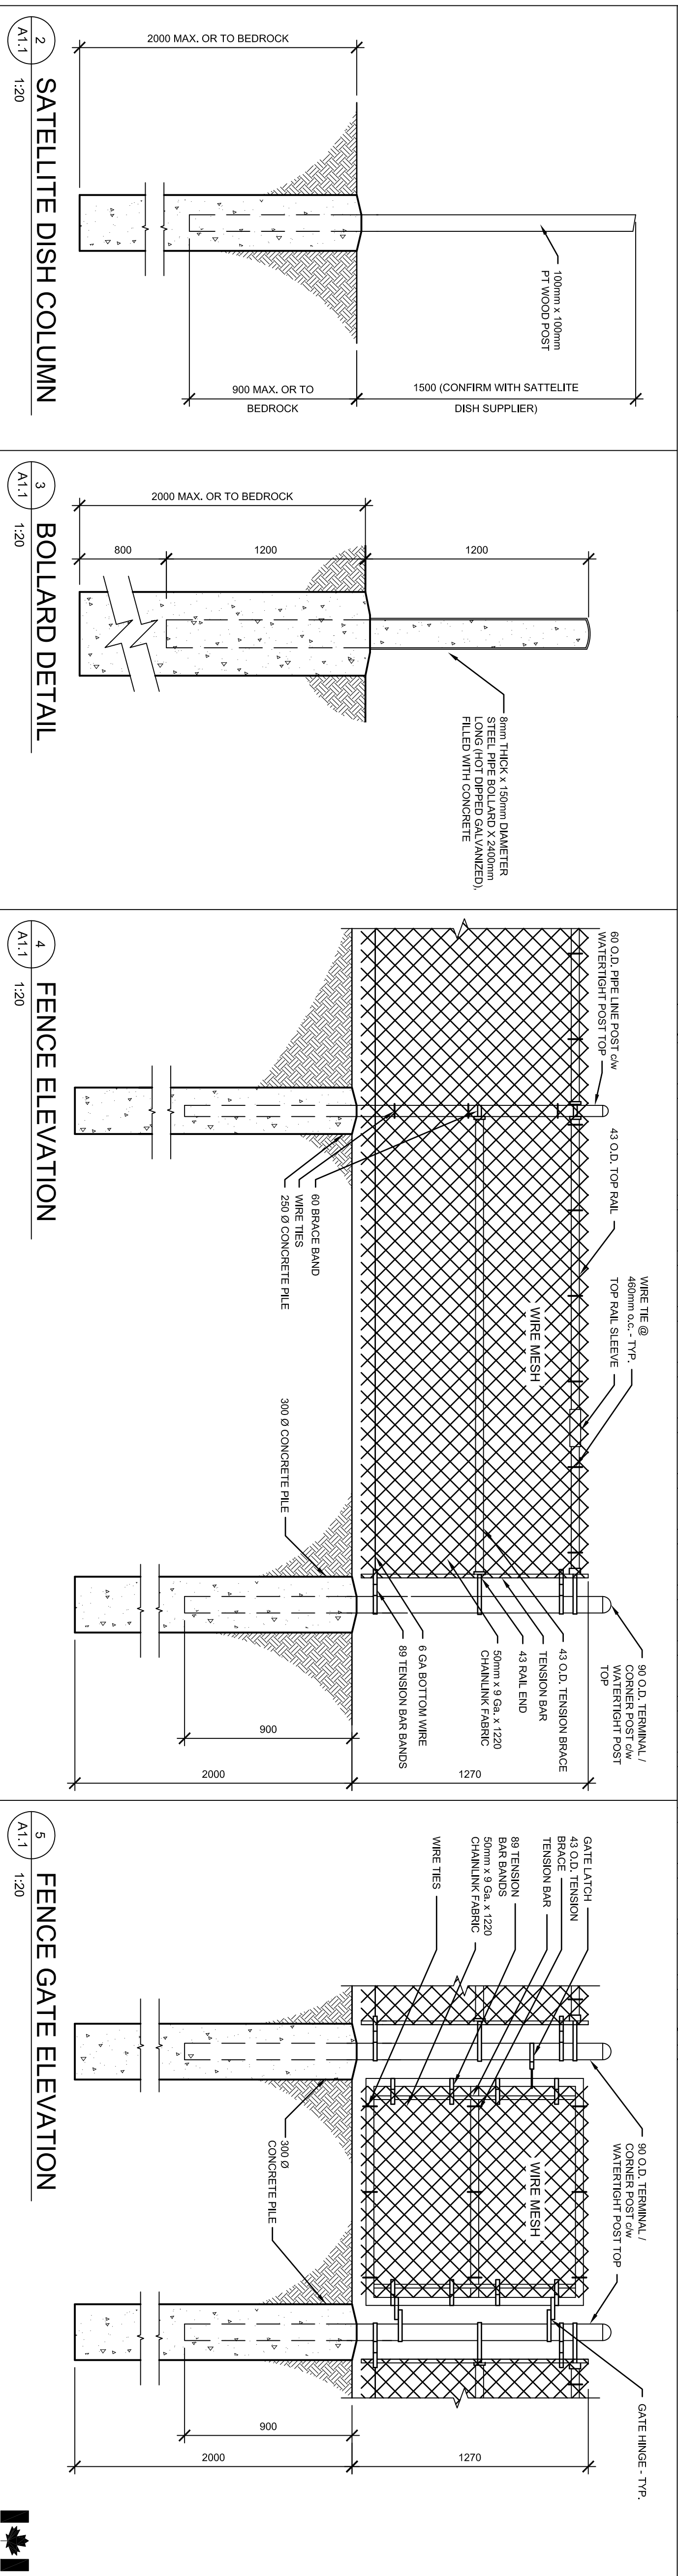 2000 MAX. OR TO BEDROCK
100mm x 100mm
PT WOOD POST
900 MAX. OR TO
BEDROCK
1500 (CONFIRM WITH SATTELITE
DISH SUPPLIER)
2
A1.1
SATELLITE DISH COLUMN
1:20
2000 MAX. OR TO BEDROCK
800
1200
1200
8mm THICK x 150mm DIAMETER
STEEL PIPE BOLLARD X 2400mm
LONG (HOT DIPPED GALVANIZED),
FILLED WITH CONCRETE
3
A1.1
BOLLARD DETAIL
1:20
60 O.D. PIPE LINE POST c/w
WATERTIGHT POST TOP
43 O.D. TOP RAIL
WIRE TIE @
460mm o.c. - TYP.
TOP RAIL SLEEVE
90 O.D. TERMINAL /
CORNER POST c/w
WATERTIGHT POST
TOP
WIRE MESH
43 O.D. TENSION BRACE
TENSION BAR
43 RAIL END
50mm x 9 Ga. x 1220
CHAINLINK FABRIC
6 GA BOTTOM WIRE
89 TENSION BAR BANDS
60 BRACE BAND
WIRE TIES
250 Ø CONCRETE PILE
300 Ø CONCRETE PILE
900
2000
1270
4
A1.1
FENCE ELEVATION
1:20
GATE LATCH
43 O.D. TENSION
BRACE
TENSION BAR
89 TENSION
BAR BANDS
50mm x 9 Ga. x 1220
CHAINLINK FABRIC
WIRE TIES
90 O.D. TERMINAL /
CORNER POST c/w
WATERTIGHT POST TOP
GATE HINGE - TYP.
WIRE MESH
300 Ø
CONCRETE PILE
900
2000
1270
5
A1.1
FENCE GATE ELEVATION
1:20